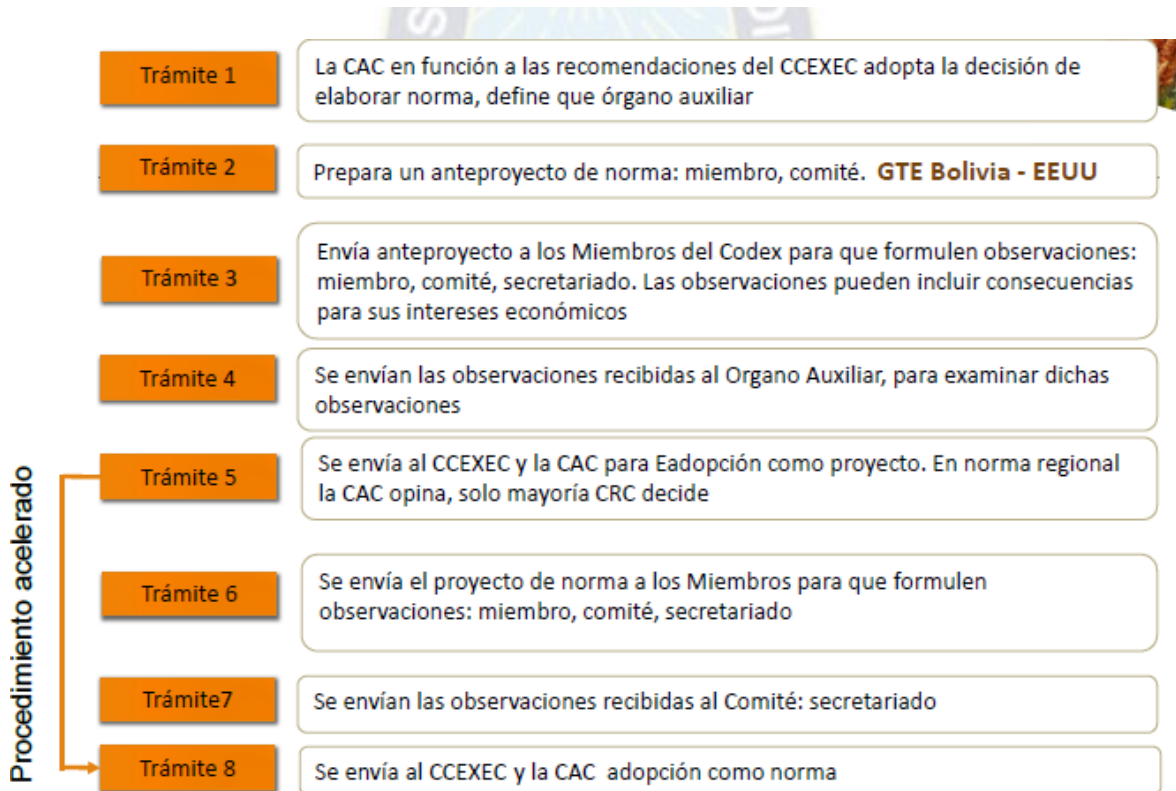 Trámite 1
La CAC en función a las recomendaciones del CCEXEC adopta la decisión de
elaborar norma, define que órgano auxiliar
Trámite 2
Prepara un anteproyecto de norma: miembro, comité. GTE Bolivia - EEUU
Trámite 3
Envía anteproyecto a los Miembros del Codex para que formulen observaciones:
miembro, comité, secretariado. Las observaciones pueden incluir consecuencias
para sus intereses económicos
Trámite 4
Se envían las observaciones recibidas al Organo Auxiliar, para examinar dichas
observaciones
Procedimiento acelerado
Trámite 5
Se envía al CCEXEC y la CAC para Eadopción como proyecto. En norma regional
la CAC opina, solo mayoría CRC decide
Trámite 6
Se envía el proyecto de norma a los Miembros para que formulen
observaciones: miembro, comité, secretariado
Trámite7
Se envían las observaciones recibidas al Comité: secretariado
Trámite 8
Se envía al CCEXEC y la CAC adopción como norma